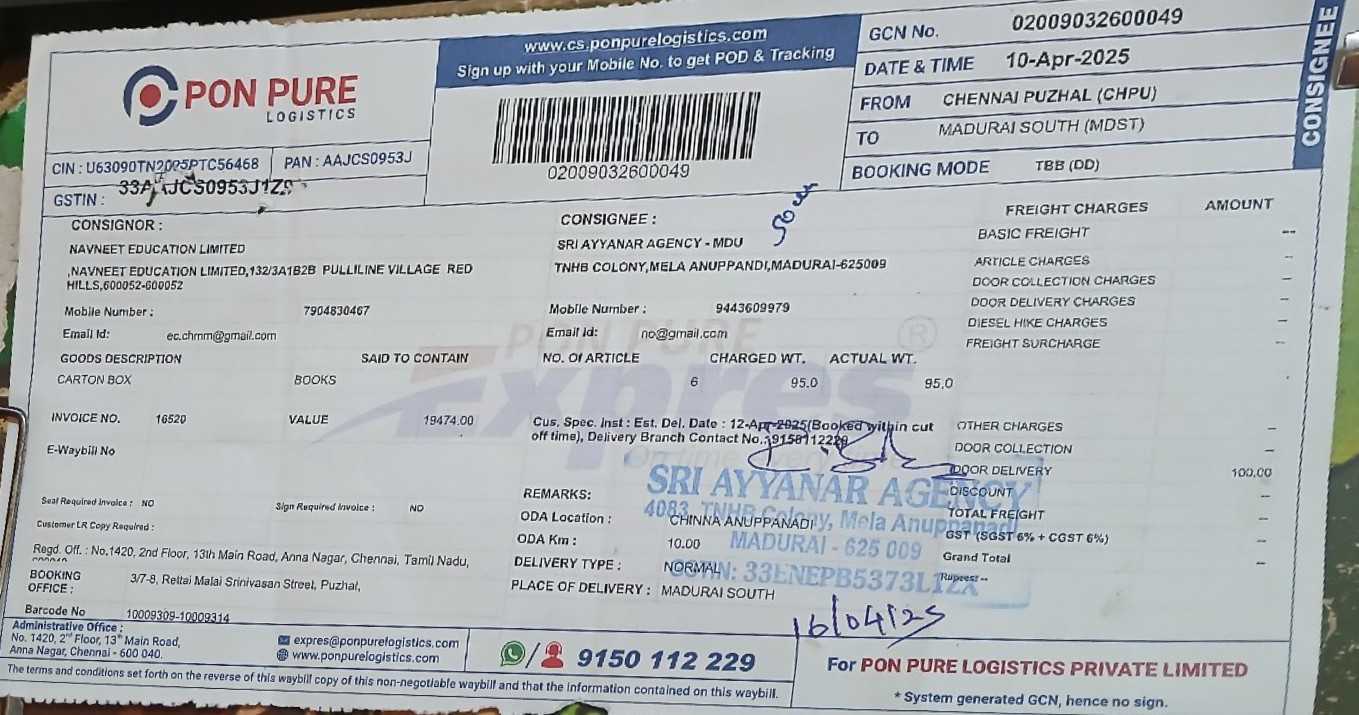 PON PURE
LOGISTICS
www.cs.ponpurelogistics.com
Sign up with your Mobile No. to get POD & Tracking
02009032600049
GCN No. 02009032600049
DATE & TIME 10-Apr-2025
FROM CHENNAI PUZHAL (CHPU)
TO MADURAI SOUTH (MDST)
BOOKING MODE TBB (DD)
CONSIGNEE
CIN : PAN : AAJCS0953J
GSTIN :
CONSIGNOR :
NAVNEET EDUCATION LIMITED
,NAVNEET EDUCATION LIMITED,132/3A1B2B PULLILINE VILLAGE RED
HILLS,600052-600052
Mobile Number : 7904830467
Email Id: ec.chmm@gmail.com
CONSIGNEE :
SRI AYYANAR AGENCY - MDU
TNHB COLONY,MELA ANUPPANDI,MADURAI-625009
Mobile Number : 9443609979
Email Id: no@gmail.com
FREIGHT CHARGES AMOUNT
BASIC FREIGHT --
ARTICLE CHARGES --
DOOR COLLECTION CHARGES --
DOOR DELIVERY CHARGES --
DIESEL HIKE CHARGES --
FREIGHT SURCHARGE --
PON PURE
Expres
GOODS DESCRIPTION SAID TO CONTAIN NO. Of ARTICLE CHARGED WT. ACTUAL WT.
CARTON BOX BOOKS 6 95.0 95.0
INVOICE NO. 16520 VALUE 19474.00
E-Waybill No
Cus. Spec. Inst : Est. Del. Date : 12-Apr-2025(Booked within cut
off time), Delivery Branch Contact No.:
OTHER CHARGES --
DOOR COLLECTION --
DOOR DELIVERY 100.00
DISCOUNT --
TOTAL FREIGHT --
GST (SGST 6% + CGST 6%) --
Grand Total --
Rupees: --
Seal Required Invoice : NO Sign Required Invoice : NO
Customer LR Copy Required :
REMARKS:
ODA Location : CHINNA ANUPPANADI
ODA Km : 10.00
DELIVERY TYPE : NORMAL
PLACE OF DELIVERY : MADURAI SOUTH
SRI AYYANAR AGENCY
4083, TNHB Colony, Mela Anuppanadi
MADURAI - 625 009
GSTIN: 33ENEPB5373L1ZX
16/04/25
Regd. Off. : No.1420, 2nd Floor, 13th Main Road, Anna Nagar, Chennai, Tamil Nadu,
BOOKING
OFFICE : 3/7-8, Rettai Malai Srinivasan Street, Puzhal,
Barcode No 10009309-10009314
Administrative Office :
No. 1420, 2nd Floor, 13th Main Road,
Anna Nagar, Chennai - 600 040.
expres@ponpurelogistics.com
www.ponpurelogistics.com
9150 112 229
For PON PURE LOGISTICS PRIVATE LIMITED
* System generated GCN, hence no sign.
The terms and conditions set forth on the reverse of this waybill copy of this non-negotiable waybill and that the information contained on this waybill.